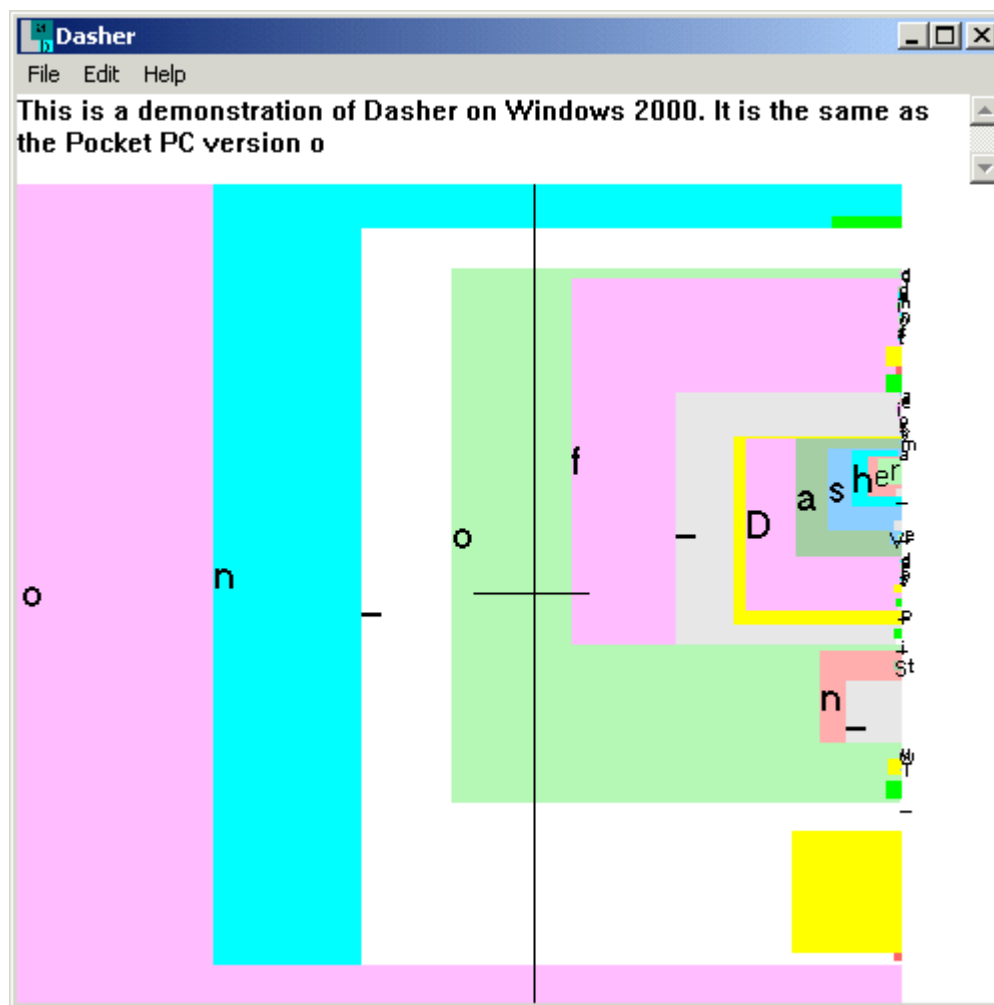 Dasher
File Edit Help
This is a demonstration of Dasher on Windows 2000. It is the same as
the Pocket PC version o
o
n
_
o
f
_
D
a
s
h
e
r
n
_